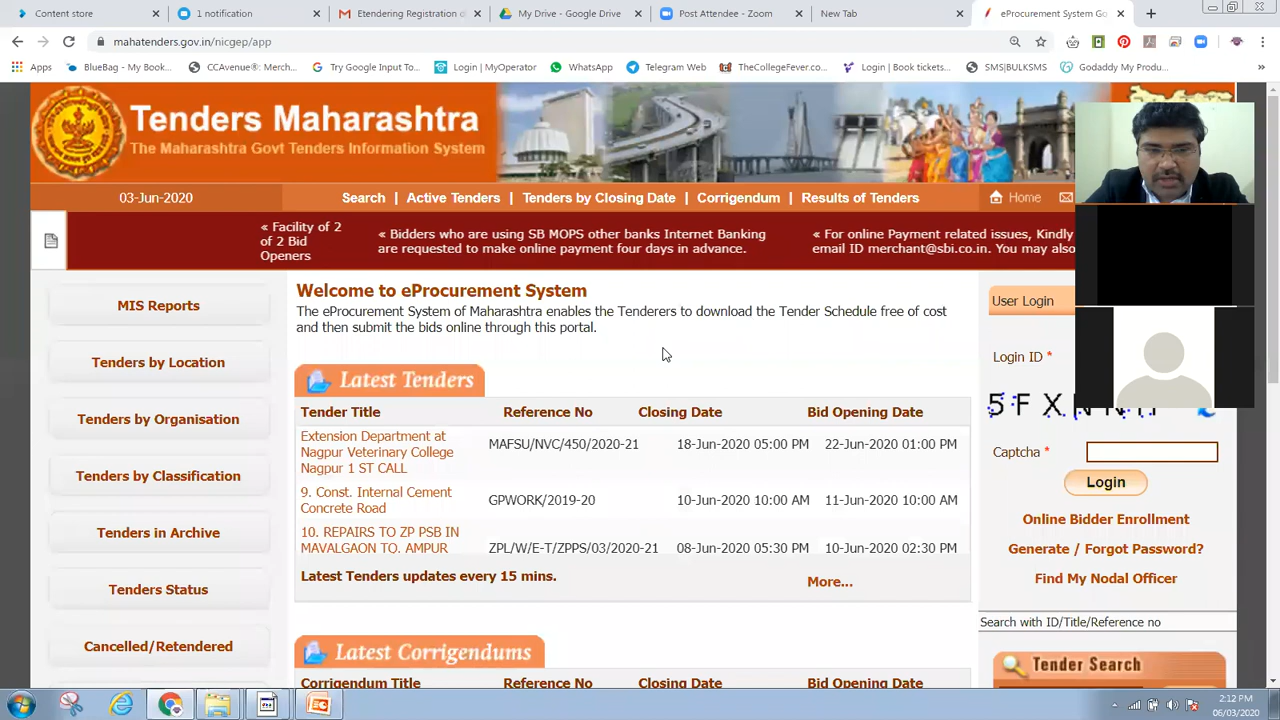 Content store
1 notification
Etendering Registration d
My Drive - Google Drive
Post Attendee - Zoom
New Tab
eProcurement System Go
mahatenders.gov.in/nicgep/app
Apps
BlueBag - My Book...
CCAvenue®: Merch...
Try Google Input To...
Login | MyOperator
WhatsApp
Telegram Web
TheCollegeFever.co...
Login | Book tickets...
SMS|BULKSMS
Godaddy My Produ...
Tenders Maharashtra
The Maharashtra Govt Tenders Information System
03-Jun-2020
Search | Active Tenders | Tenders by Closing Date | Corrigendum | Results of Tenders
Home
« Facility of 2
of 2 Bid
Openers
« Bidders who are using SB MOPS other banks Internet Banking
are requested to make online payment four days in advance.
« For online Payment related issues, Kindly
email ID merchant@sbi.co.in. You may also
MIS Reports
Tenders by Location
Tenders by Organisation
Tenders by Classification
Tenders in Archive
Tenders Status
Cancelled/Retendered
Welcome to eProcurement System
The eProcurement System of Maharashtra enables the Tenderers to download the Tender Schedule free of cost
and then submit the bids online through this portal.
Latest Tenders
Tender Title Reference No Closing Date Bid Opening Date
Extension Department at
Nagpur Veterinary College
Nagpur 1 ST CALL
MAFSU/NVC/450/2020-21 18-Jun-2020 05:00 PM 22-Jun-2020 01:00 PM
9. Const. Internal Cement
Concrete Road
GPWORK/2019-20 10-Jun-2020 10:00 AM 11-Jun-2020 10:00 AM
10. REPAIRS TO ZP PSB IN
MAVALGAON TQ. AMPUR
ZPL/W/E-T/ZPPS/03/2020-21 08-Jun-2020 05:30 PM 10-Jun-2020 02:30 PM
Latest Tenders updates every 15 mins.
More...
Latest Corrigendums
Corrigendum Title Reference No Closing Date Bid Opening Date
User Login
Login ID *
5 F X
Captcha *
Login
Online Bidder Enrollment
Generate / Forgot Password?
Find My Nodal Officer
Search with ID/Title/Reference no
Tender Search
2:12 PM
06/03/2020